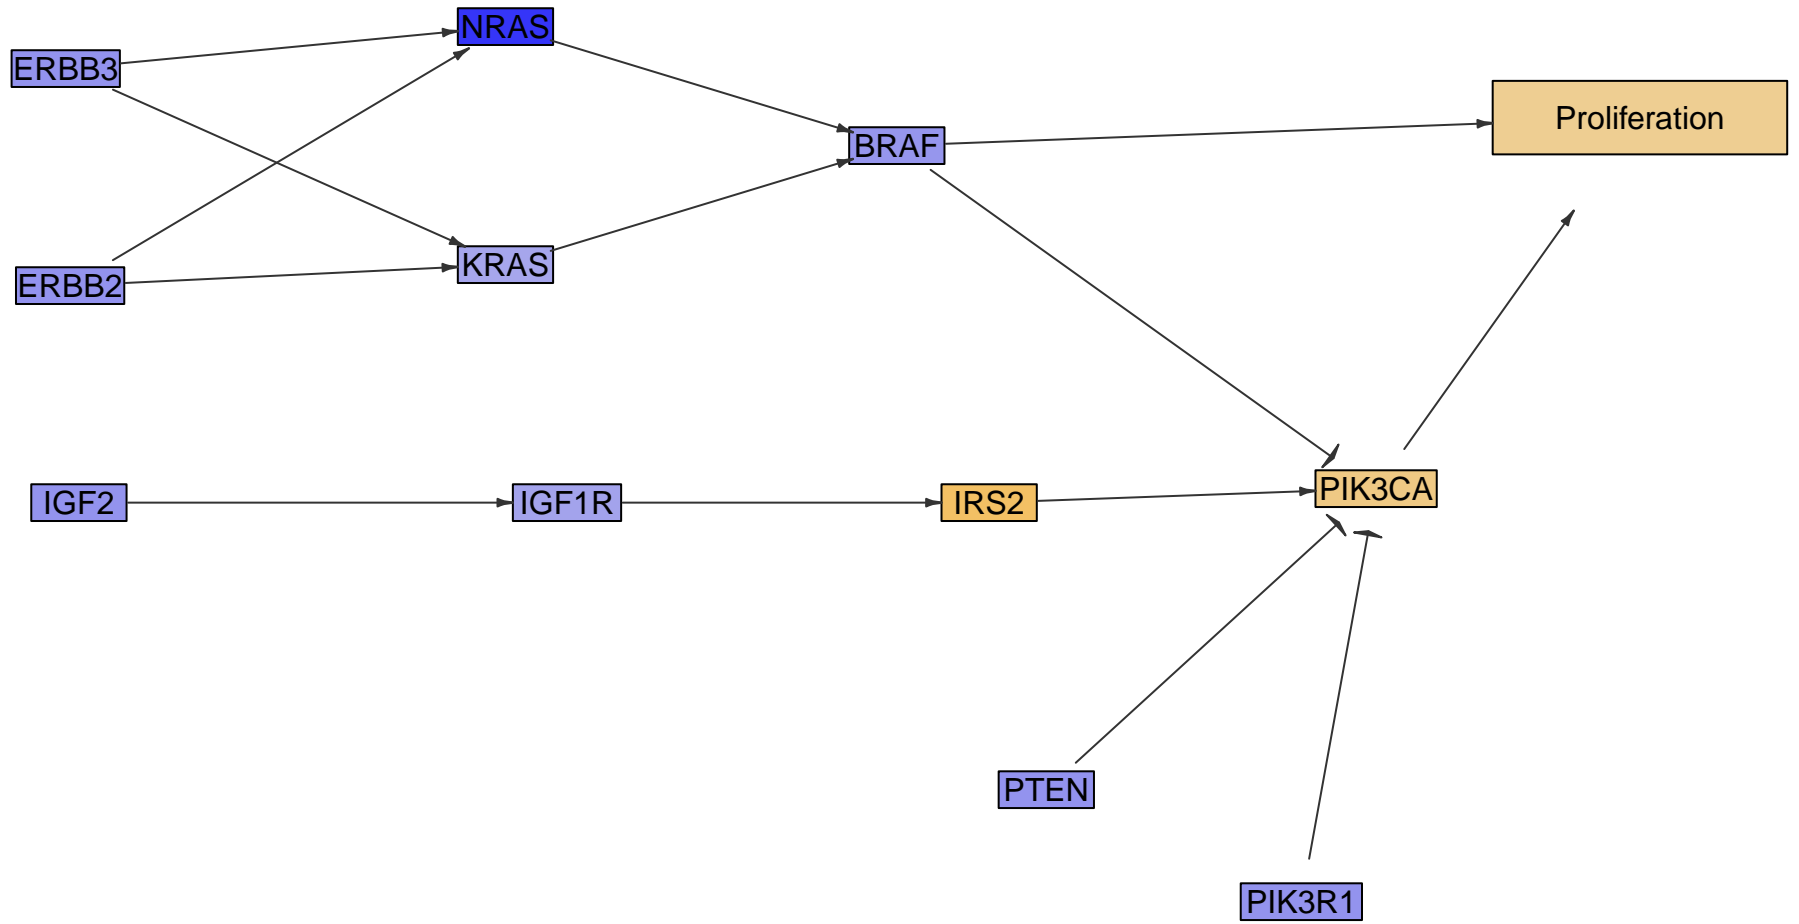 NRAS
ERBB3
Proliferation
BRAF
KRAS
ERBB2
IGF2
IGF1R
IRS2
PIK3CA
PTEN
PIK3R1